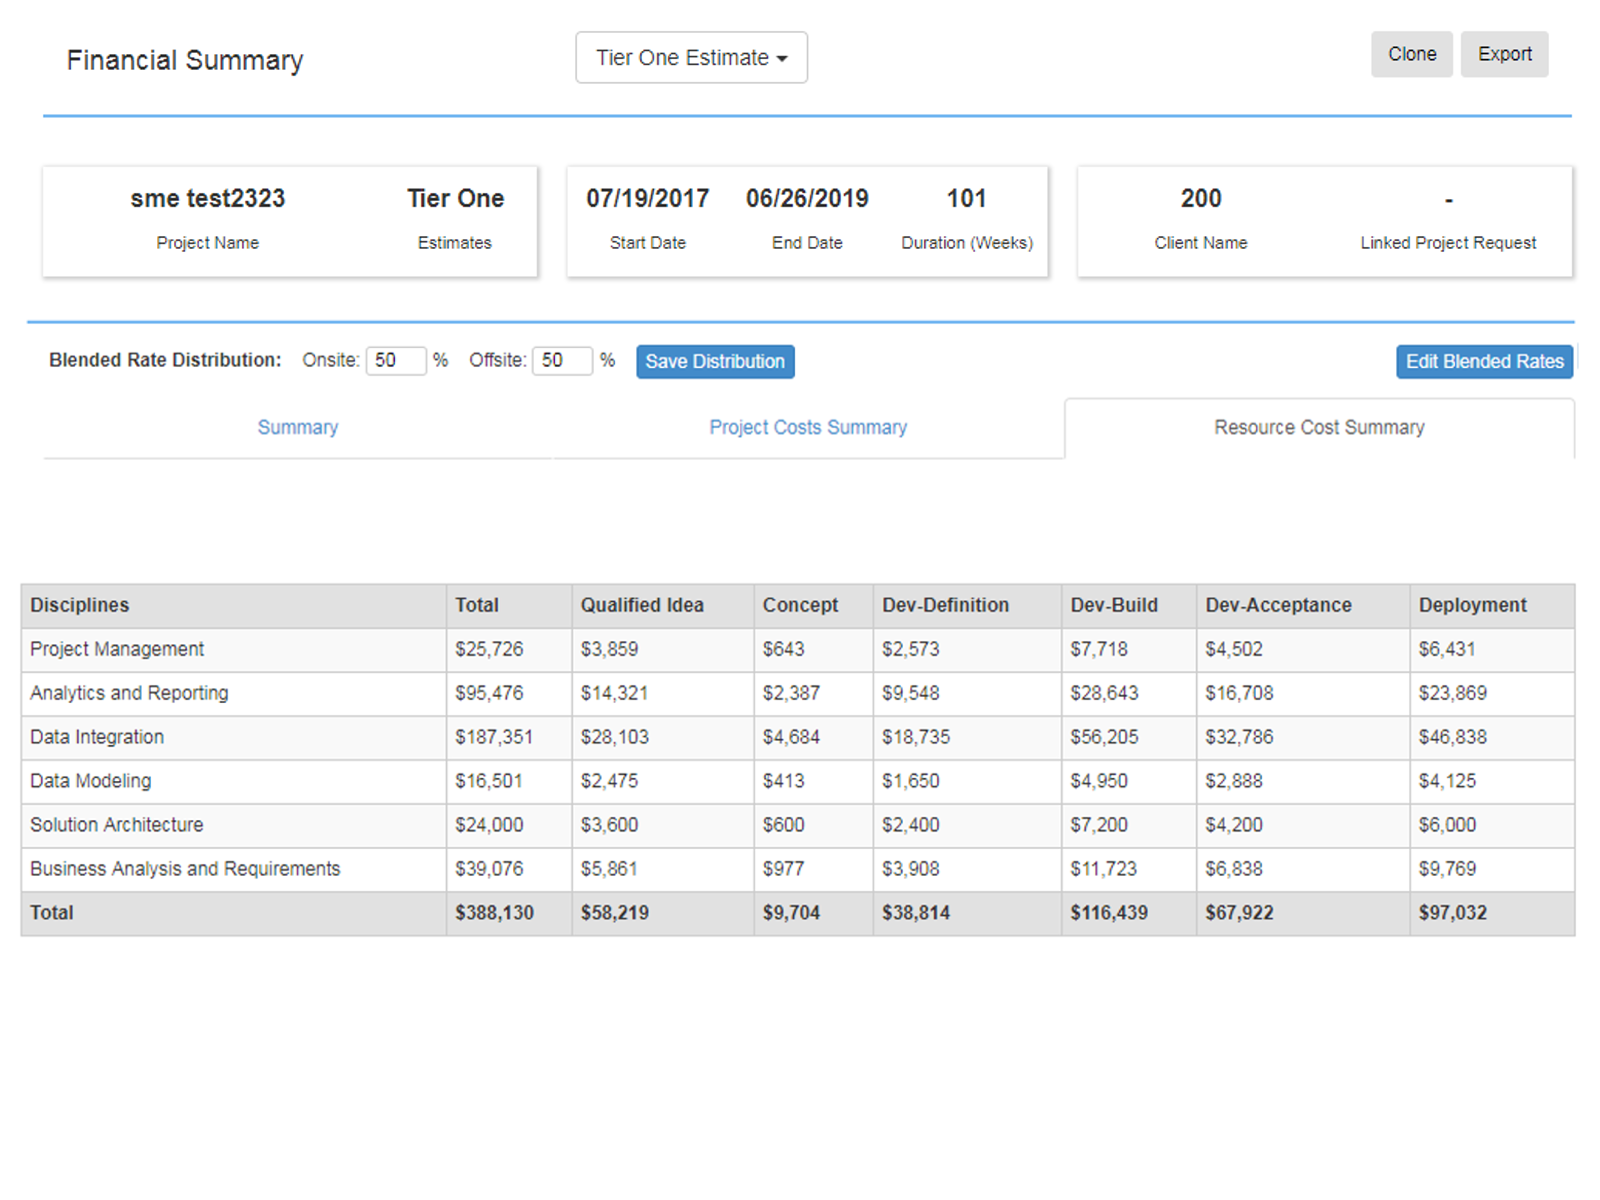 Financial Summary Tier One Estimate Clone Export
sme test2323 Tier One 07/19/2017 06/26/2019 101 200 -
Project Name Estimates Start Date End Date Duration (Weeks) Client Name Linked Project Request
Blended Rate Distribution: Onsite: 50 % Offsite: 50 % Save Distribution Edit Blended Rates
Summary Project Costs Summary Resource Cost Summary
Disciplines Total Qualified Idea Concept Dev-Definition Dev-Build Dev-Acceptance Deployment
Project Management $25,726 $3,859 $643 $2,573 $7,718 $4,502 $6,431
Analytics and Reporting $95,476 $14,321 $2,387 $9,548 $28,643 $16,708 $23,869
Data Integration $187,351 $28,103 $4,684 $18,735 $56,205 $32,786 $46,838
Data Modeling $16,501 $2,475 $413 $1,650 $4,950 $2,888 $4,125
Solution Architecture $24,000 $3,600 $600 $2,400 $7,200 $4,200 $6,000
Business Analysis and Requirements $39,076 $5,861 $977 $3,908 $11,723 $6,838 $9,769
Total $388,130 $58,219 $9,704 $38,814 $116,439 $67,922 $97,032